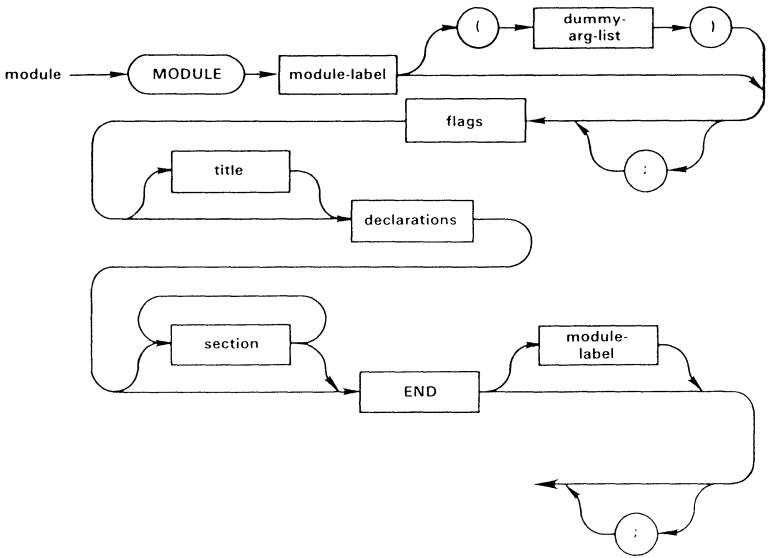 module
MODULE
module-label
(
dummy-
arg-list
)
flags
;
title
declarations
section
END
module-
label
;